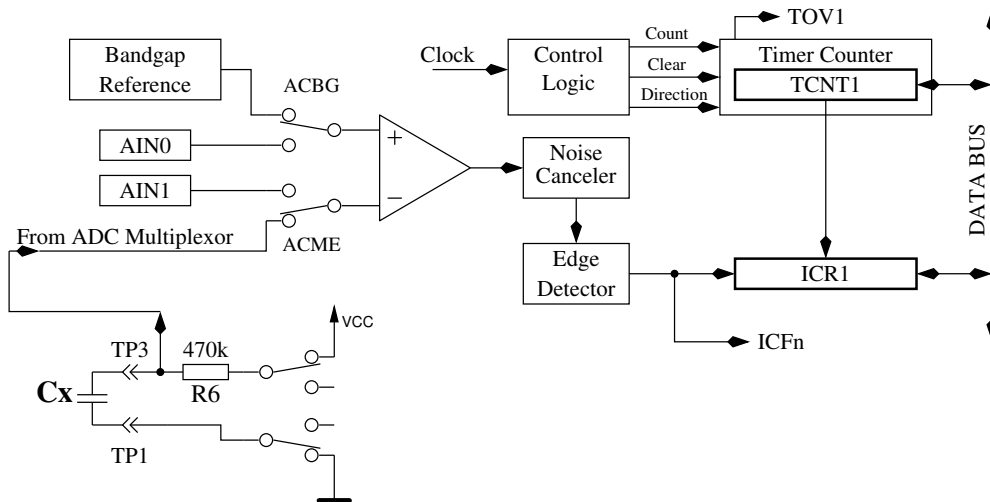 TOV1
Bandgap
Reference
ACBG
Clock
Control
Logic
Count
Clear
Direction
Timer Counter
TCNT1
AIN0
AIN1
+
−
Noise
Canceler
DATA BUS
From ADC Multiplexor
ACME
Edge
Detector
ICR1
ICFn
VCC
TP3
470k
R6
Cx
TP1